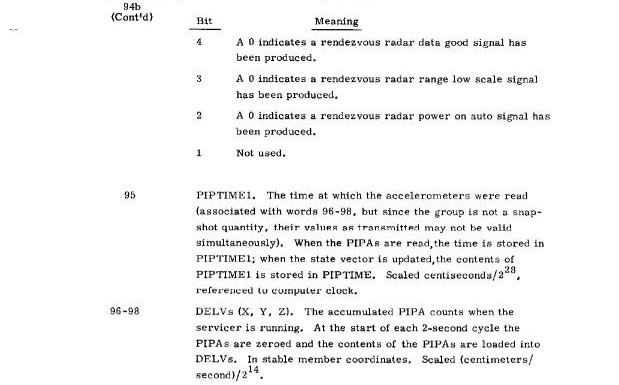 94b
(Cont'd)
Bit Meaning
4 A 0 indicates a rendezvous radar data good signal has
been produced.
3 A 0 indicates a rendezvous radar range low scale signal
has been produced.
2 A 0 indicates a rendezvous radar power on auto signal has
been produced.
1 Not used.
95 PIPTIME1. The time at which the accelerometers were read
(associated with words 96-98, but since the group is not a snap-
shot quantity, their values as transmitted may not be valid
simultaneously). When the PIPAs are read,the time is stored in
PIPTIME1; when the state vector is updated,the contents of
PIPTIME1 is stored in PIPTIME. Scaled centiseconds/2^28,
referenced to computer clock.
96-98 DELVs (X, Y, Z). The accumulated PIPA counts when the
servicer is running. At the start of each 2-second cycle the
PIPAs are zeroed and the contents of the PIPAs are loaded into
DELVs. In stable member coordinates. Scaled (centimeters/
second)/2^14.